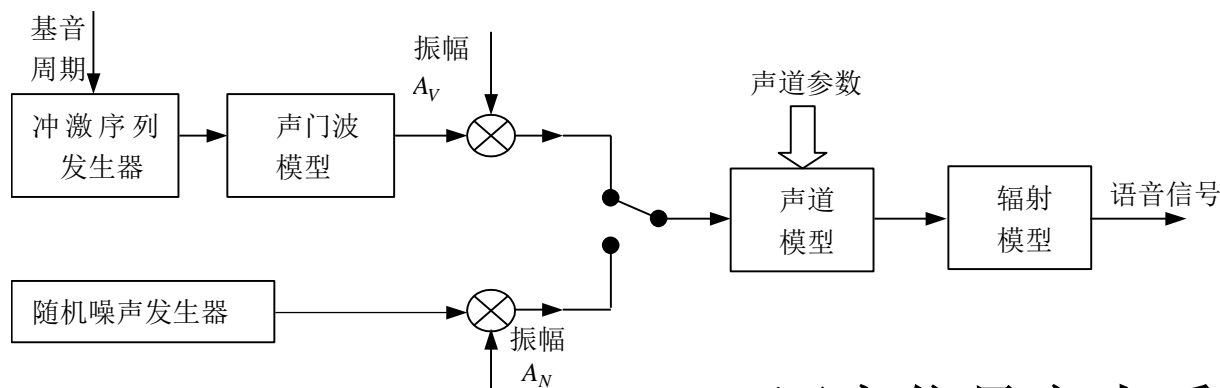 基音
周期
振幅
A_V
冲激序列
发生器
声门波
模型
声道参数
声道
模型
辐射
模型
语音信号
随机噪声发生器
振幅
A_N